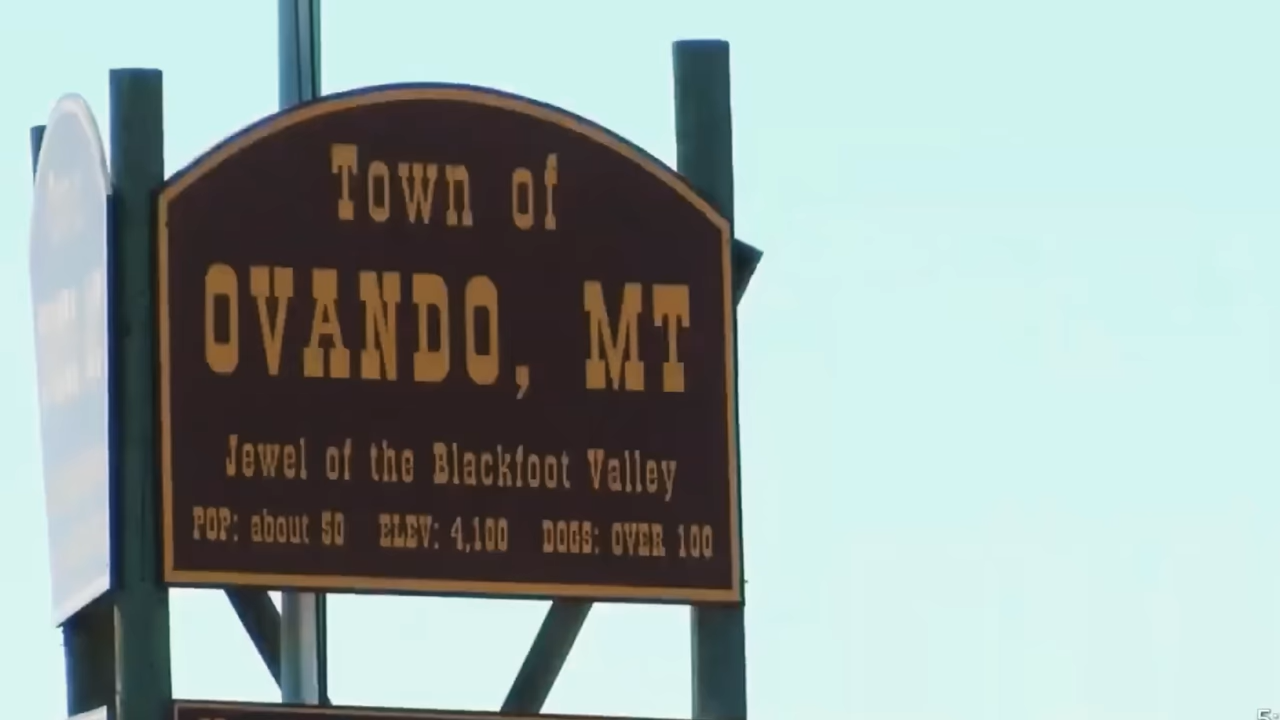 Town of
OVANDO, MT
Jewel of the Blackfoot Valley
POP: about 50 ELEV: 4,100 DOGS: OVER 100